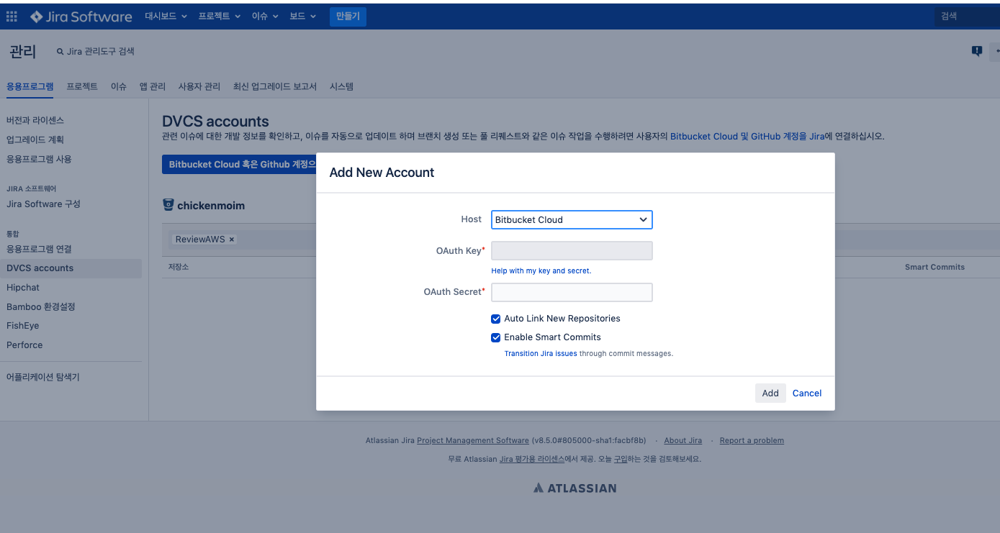 Jira Software 대시보드 프로젝트 이슈 보드 만들기 검색
관리 Jira 관리도구 검색
응용프로그램 프로젝트 이슈 앱 관리 사용자 관리 최신 업그레이드 보고서 시스템
버전과 라이센스
업그레이드 계획
응용프로그램 사용
JIRA 소프트웨어
Jira Software 구성
통합
응용프로그램 연결
DVCS accounts
Hipchat
Bamboo 환경설정
FishEye
Perforce
어플리케이션 탐색기
DVCS accounts
관련 이슈에 대한 개발 정보를 확인하고, 이슈를 자동으로 업데이트 하며 브랜치 생성 또는 풀 리퀘스트와 같은 이슈 작업을 수행하려면 사용자의 Bitbucket Cloud 및 GitHub 계정을 Jira에 연결하십시오.
Bitbucket Cloud 혹은 Github 계정으
chickenmoim
ReviewAWS ×
저장소 Smart Commits
Add New Account
Host Bitbucket Cloud
OAuth Key*
Help with my key and secret.
OAuth Secret*
Auto Link New Repositories
Enable Smart Commits
Transition Jira issues through commit messages.
Add Cancel
Atlassian Jira Project Management Software (v8.5.0#805000-sha1:facbf8b) · About Jira · Report a problem
무료 Atlassian Jira 평가용 라이센스에서 제공. 오늘 구입하는 것을 검토해보세요.
ATLASSIAN